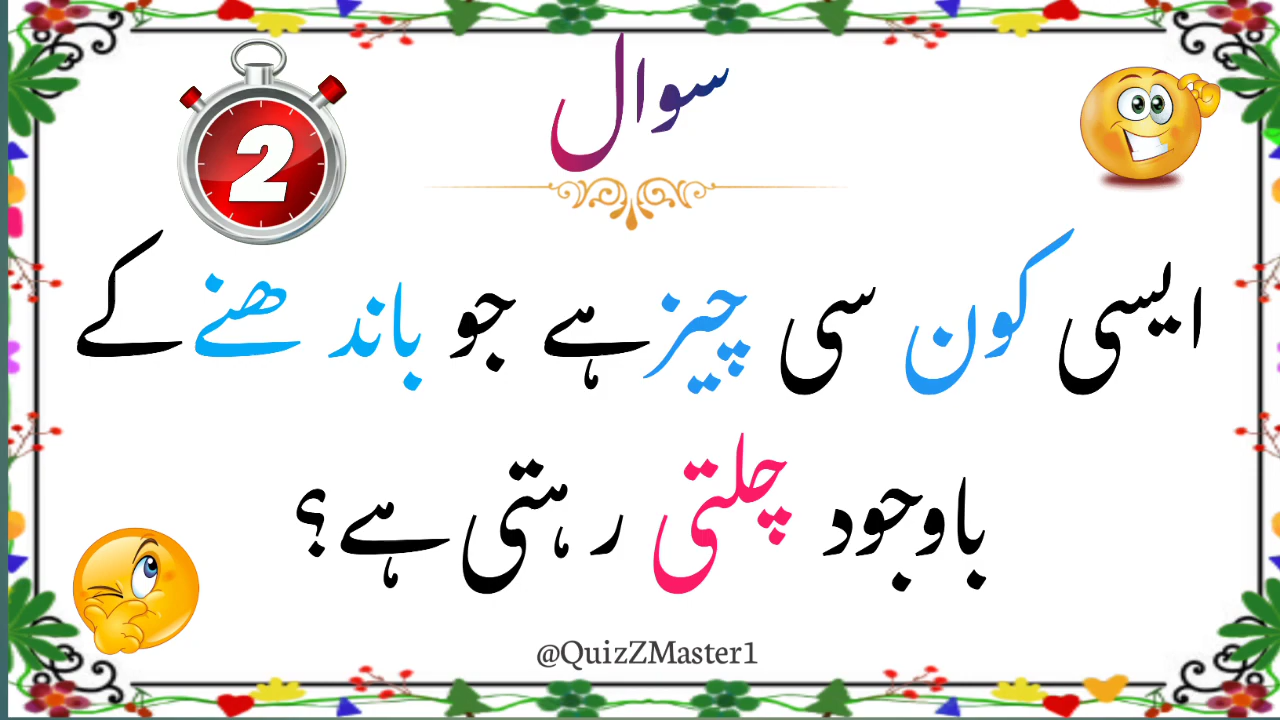 سوال
2
ایسی کون سی چیز ہے جو باندھنے کے
باوجود چلتی رہتی ہے؟
@QuizZMaster1